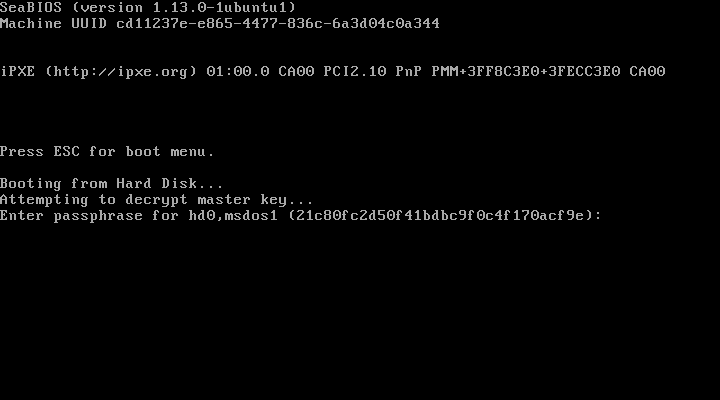 SeaBIOS (version 1.13.0-1ubuntu1)
Machine UUID cd11237e-e865-4477-836c-6a3d04c0a344
iPXE (http://ipxe.org) 01:00.0 CA00 PCI2.10 PnP PMM+3FF8C3E0+3FECC3E0 CA00
Press ESC for boot menu.
Booting from Hard Disk...
Attempting to decrypt master key...
Enter passphrase for hd0,msdos1 (21c80fc2d50f41bdbc9f0c4f170acf9e):